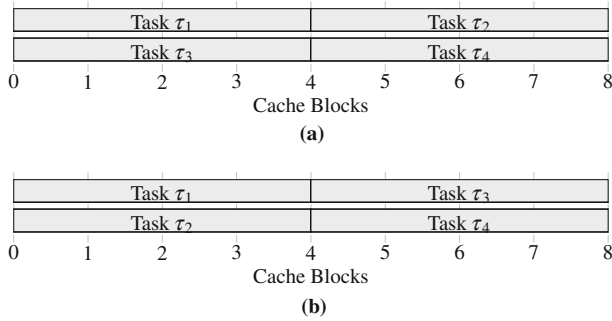 Task τ1 Task τ2
Task τ3 Task τ4
0 1 2 3 4 5 6 7 8
Cache Blocks
(a)
Task τ1 Task τ3
Task τ2 Task τ4
0 1 2 3 4 5 6 7 8
Cache Blocks
(b)